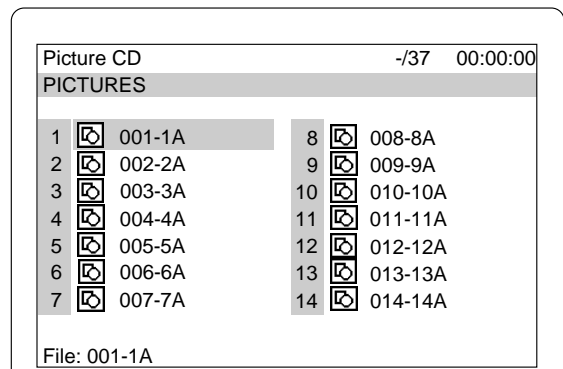 Picture CD -/37 00:00:00
PICTURES
1 001-1A
2 002-2A
3 003-3A
4 004-4A
5 005-5A
6 006-6A
7 007-7A
8 008-8A
9 009-9A
10 010-10A
11 011-11A
12 012-12A
13 013-13A
14 014-14A
File: 001-1A